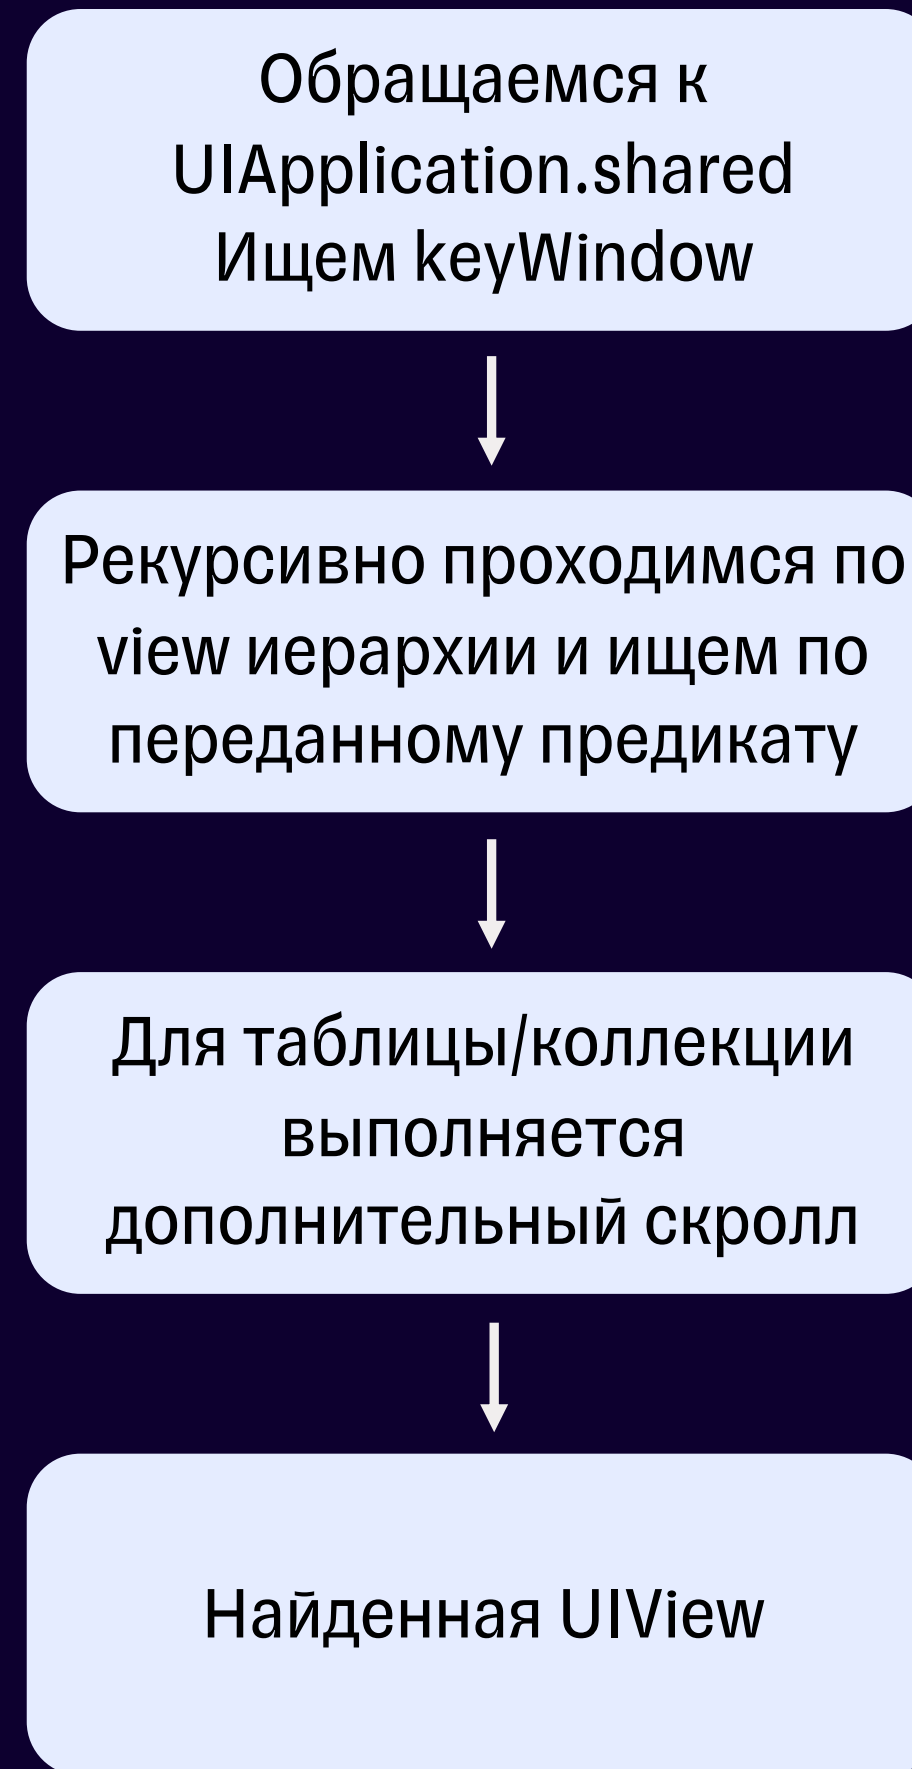 Обращаемся к
UIApplication.shared
Ищем keyWindow
Рекурсивно проходимся по
view иерархии и ищем по
переданному предикату
Для таблицы/коллекции
выполняется
дополнительный скролл
Найденная UIView